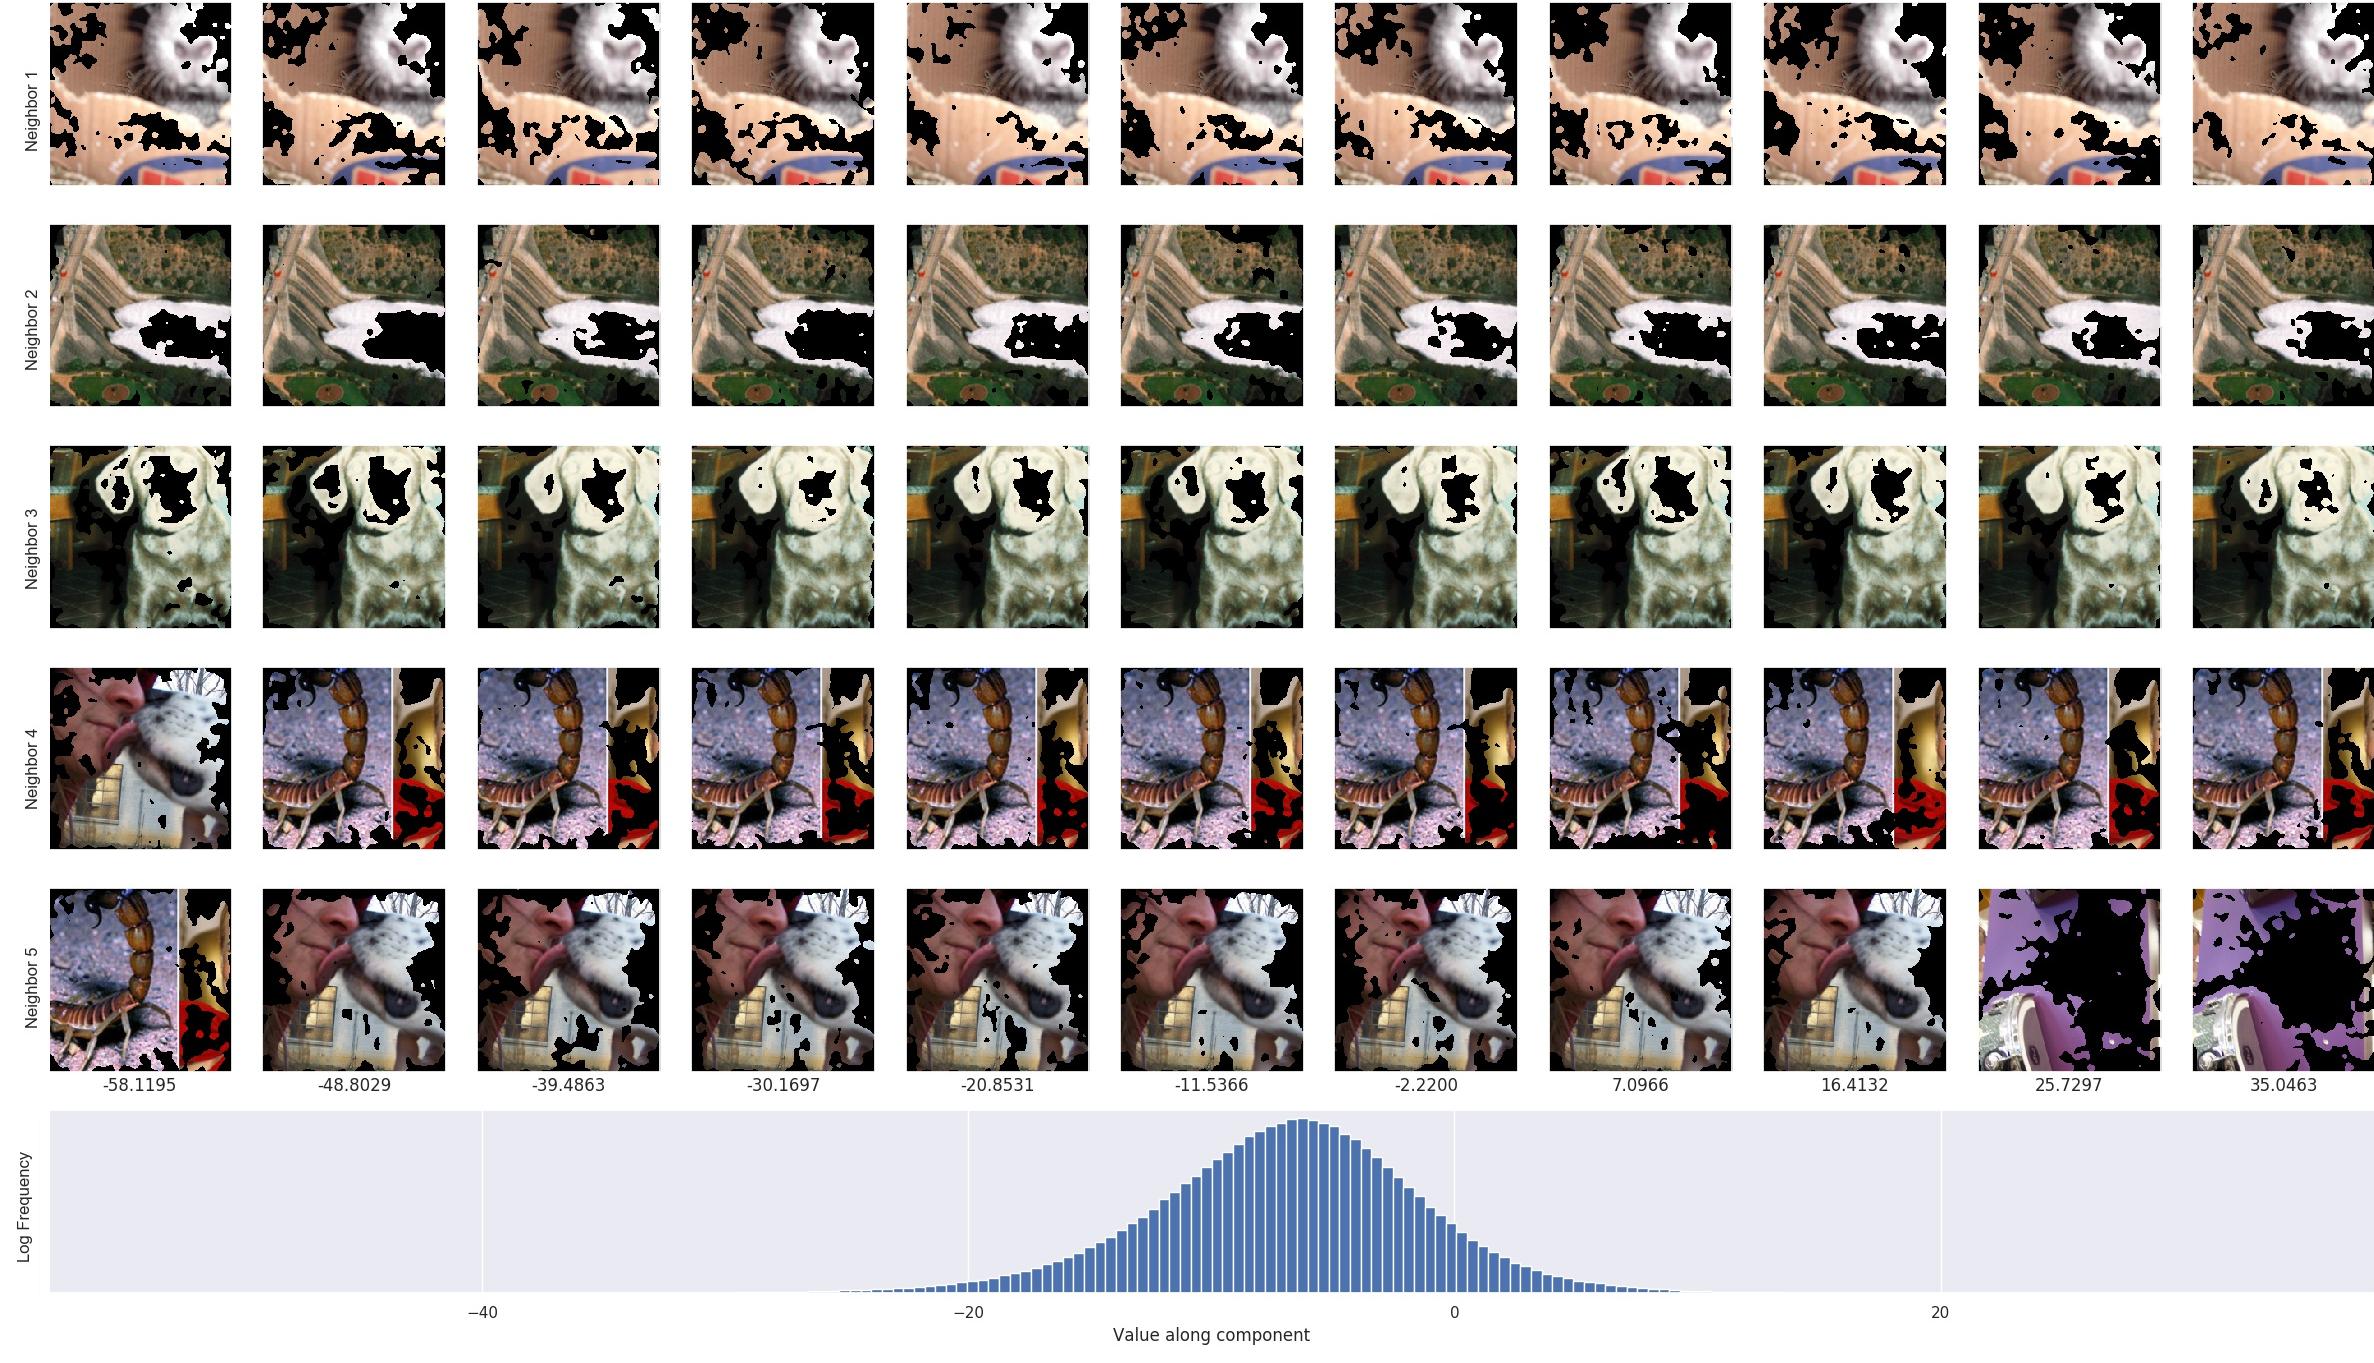 Neighbor 1
Neighbor 2
Neighbor 3
Neighbor 4
Neighbor 5
-58.1195 -48.8029 -39.4863 -30.1697 -20.8531 -11.5366 -2.2200 7.0966 16.4132 25.7297 35.0463
Log Frequency
−40 −20 0 20
Value along component